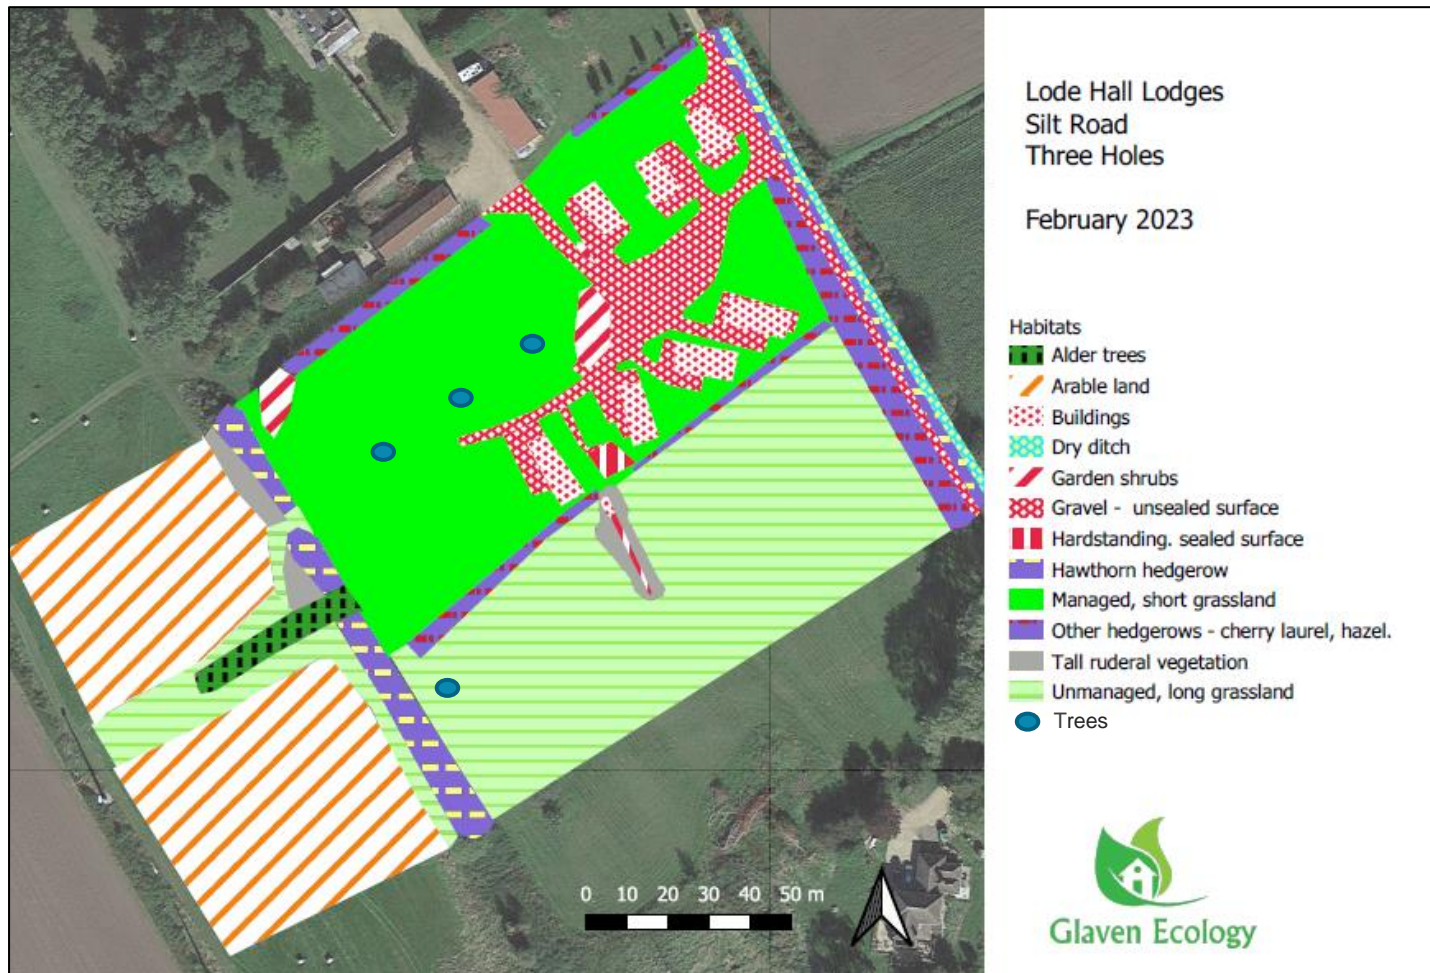 Lode Hall Lodges
Silt Road
Three Holes
February 2023
Habitats
Alder trees
Arable land
Buildings
Dry ditch
Garden shrubs
Gravel - unsealed surface
Hardstanding. sealed surface
Hawthorn hedgerow
Managed, short grassland
Other hedgerows - cherry laurel, hazel.
Tall ruderal vegetation
Unmanaged, long grassland
Trees
0 10 20 30 40 50 m
Glaven Ecology